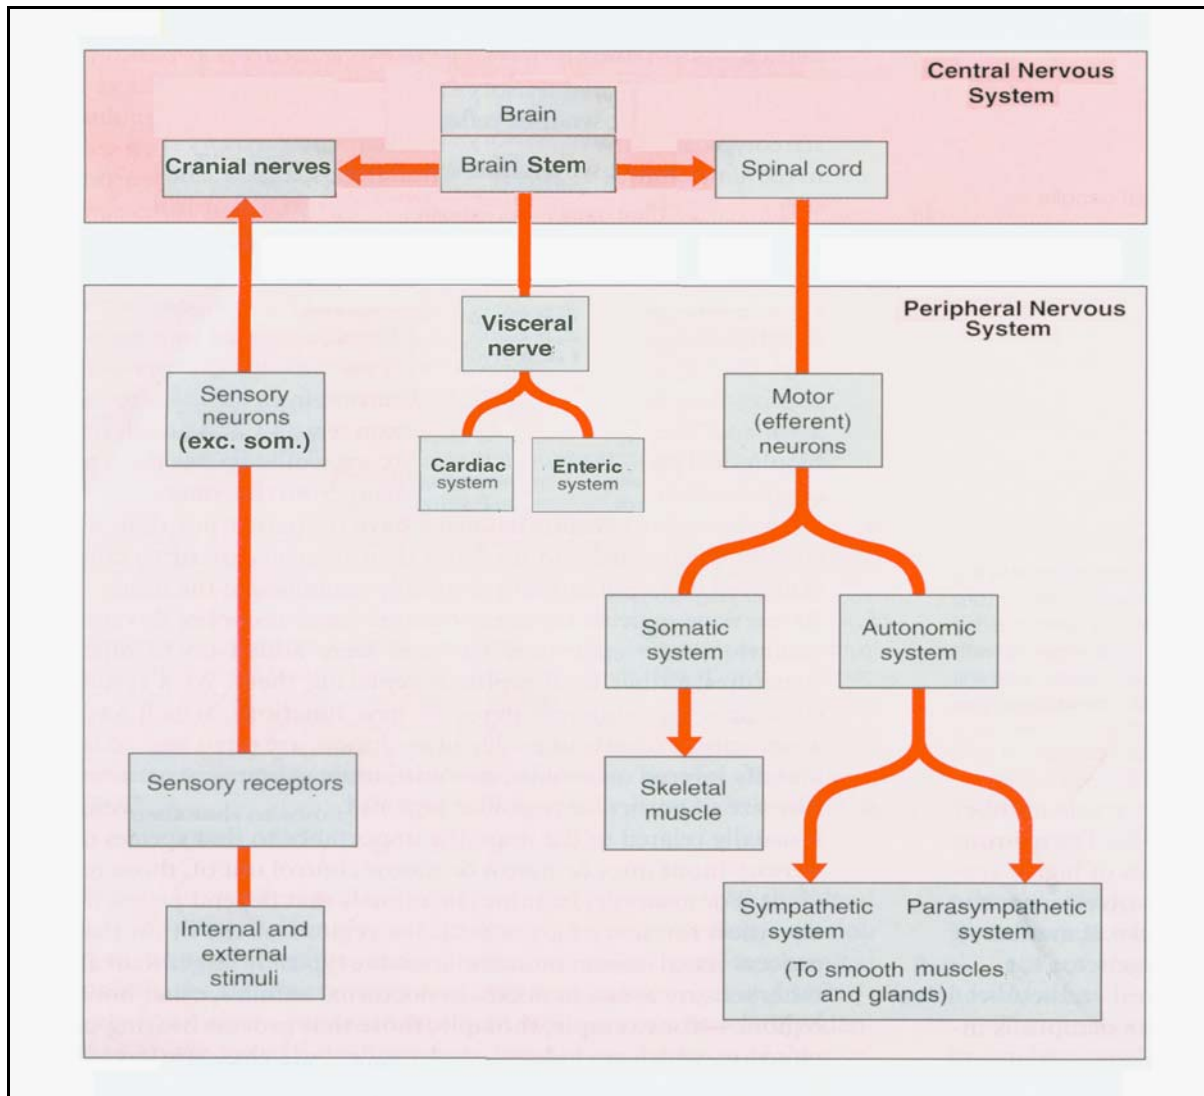 Central Nervous
System
Brain
Brain Stem
Cranial nerves
Spinal cord
Peripheral Nervous
System
Visceral
nerve
Sensory
neurons
(exc. som.)
Motor
(efferent)
neurons
Cardiac
system
Enteric
system
Somatic
system
Autonomic
system
Sensory receptors
Skeletal
muscle
Internal and
external
stimuli
Sympathetic
system
Parasympathetic
system
(To smooth muscles
and glands)